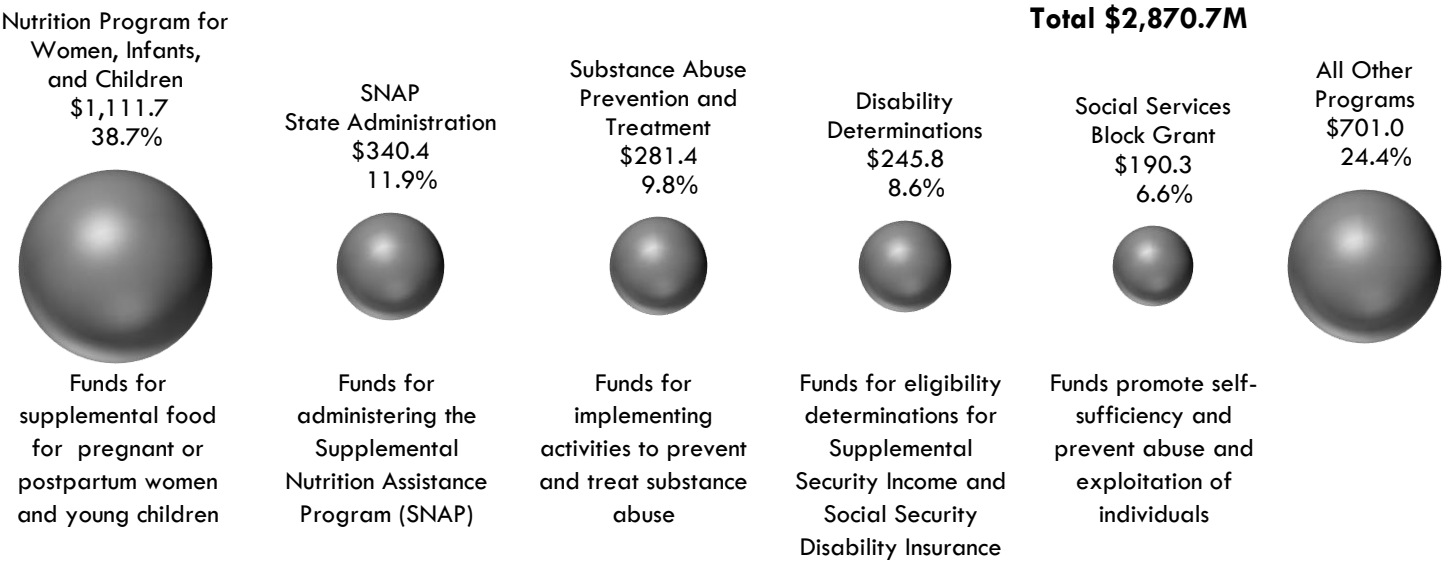 Total $2,870.7M
Nutrition Program for
Women, Infants,
and Children
$1,111.7
38.7%
SNAP
State Administration
$340.4
11.9%
Substance Abuse
Prevention and
Treatment
$281.4
9.8%
Disability
Determinations
$245.8
8.6%
Social Services
Block Grant
$190.3
6.6%
All Other
Programs
$701.0
24.4%
Funds for
supplemental food
for pregnant or
postpartum women
and young children
Funds for
administering the
Supplemental
Nutrition Assistance
Program (SNAP)
Funds for
implementing
activities to prevent
and treat substance
abuse
Funds for eligibility
determinations for
Supplemental
Security Income and
Social Security
Disability Insurance
Funds promote self-
sufficiency and
prevent abuse and
exploitation of
individuals